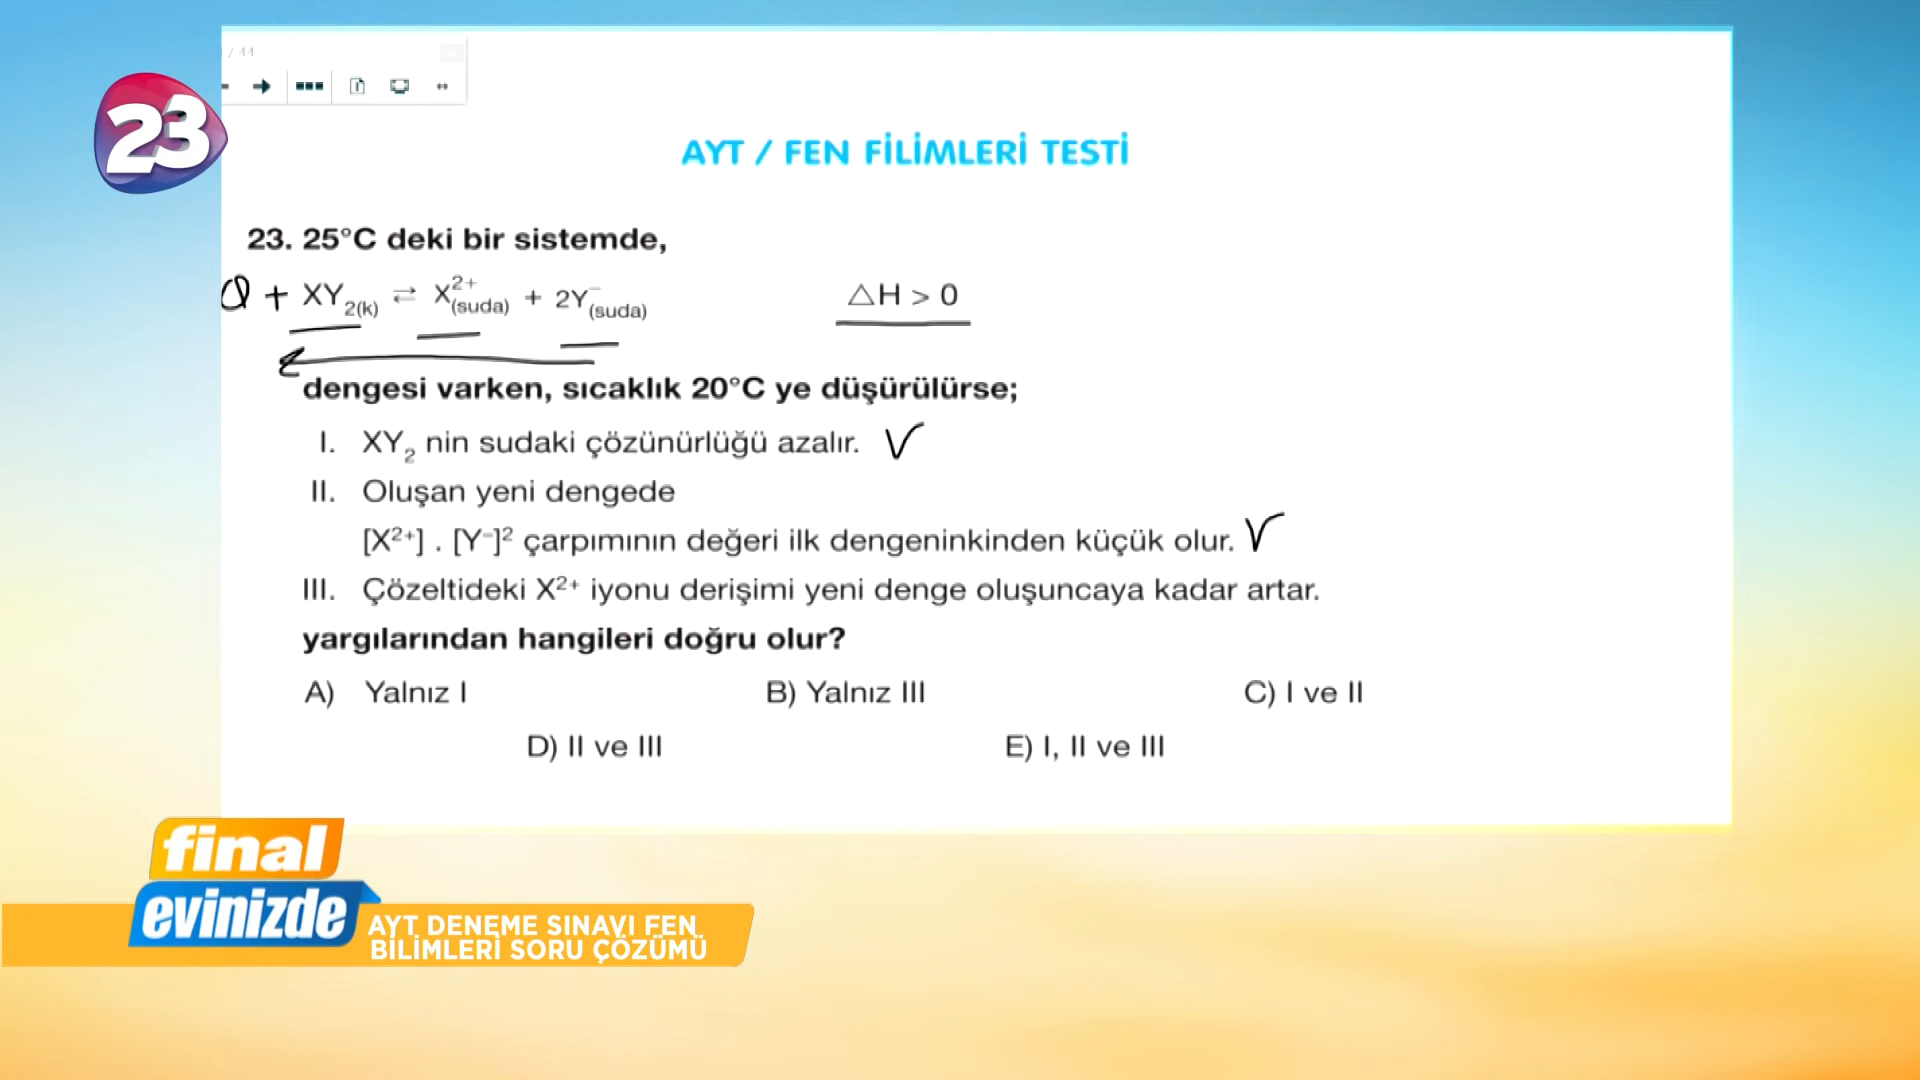 / 44
23
AYT / FEN FİLİMLERİ TESTİ
23. 25°C deki bir sistemde,
Q + XY2(k) ⇌ X2+(suda) + 2Y−(suda) △H > 0
dengesi varken, sıcaklık 20°C ye düşürülürse;
I. XY2 nin sudaki çözünürlüğü azalır. √
II. Oluşan yeni dengede
[X2+] . [Y−]2 çarpımının değeri ilk dengeninkinden küçük olur. √
III. Çözeltideki X2+ iyonu derişimi yeni denge oluşuncaya kadar artar.
yargılarından hangileri doğru olur?
A) Yalnız I B) Yalnız III C) I ve II
D) II ve III E) I, II ve III
final
evinizde
AYT DENEME SINAVI FEN
BİLİMLERİ SORU ÇÖZÜMÜ